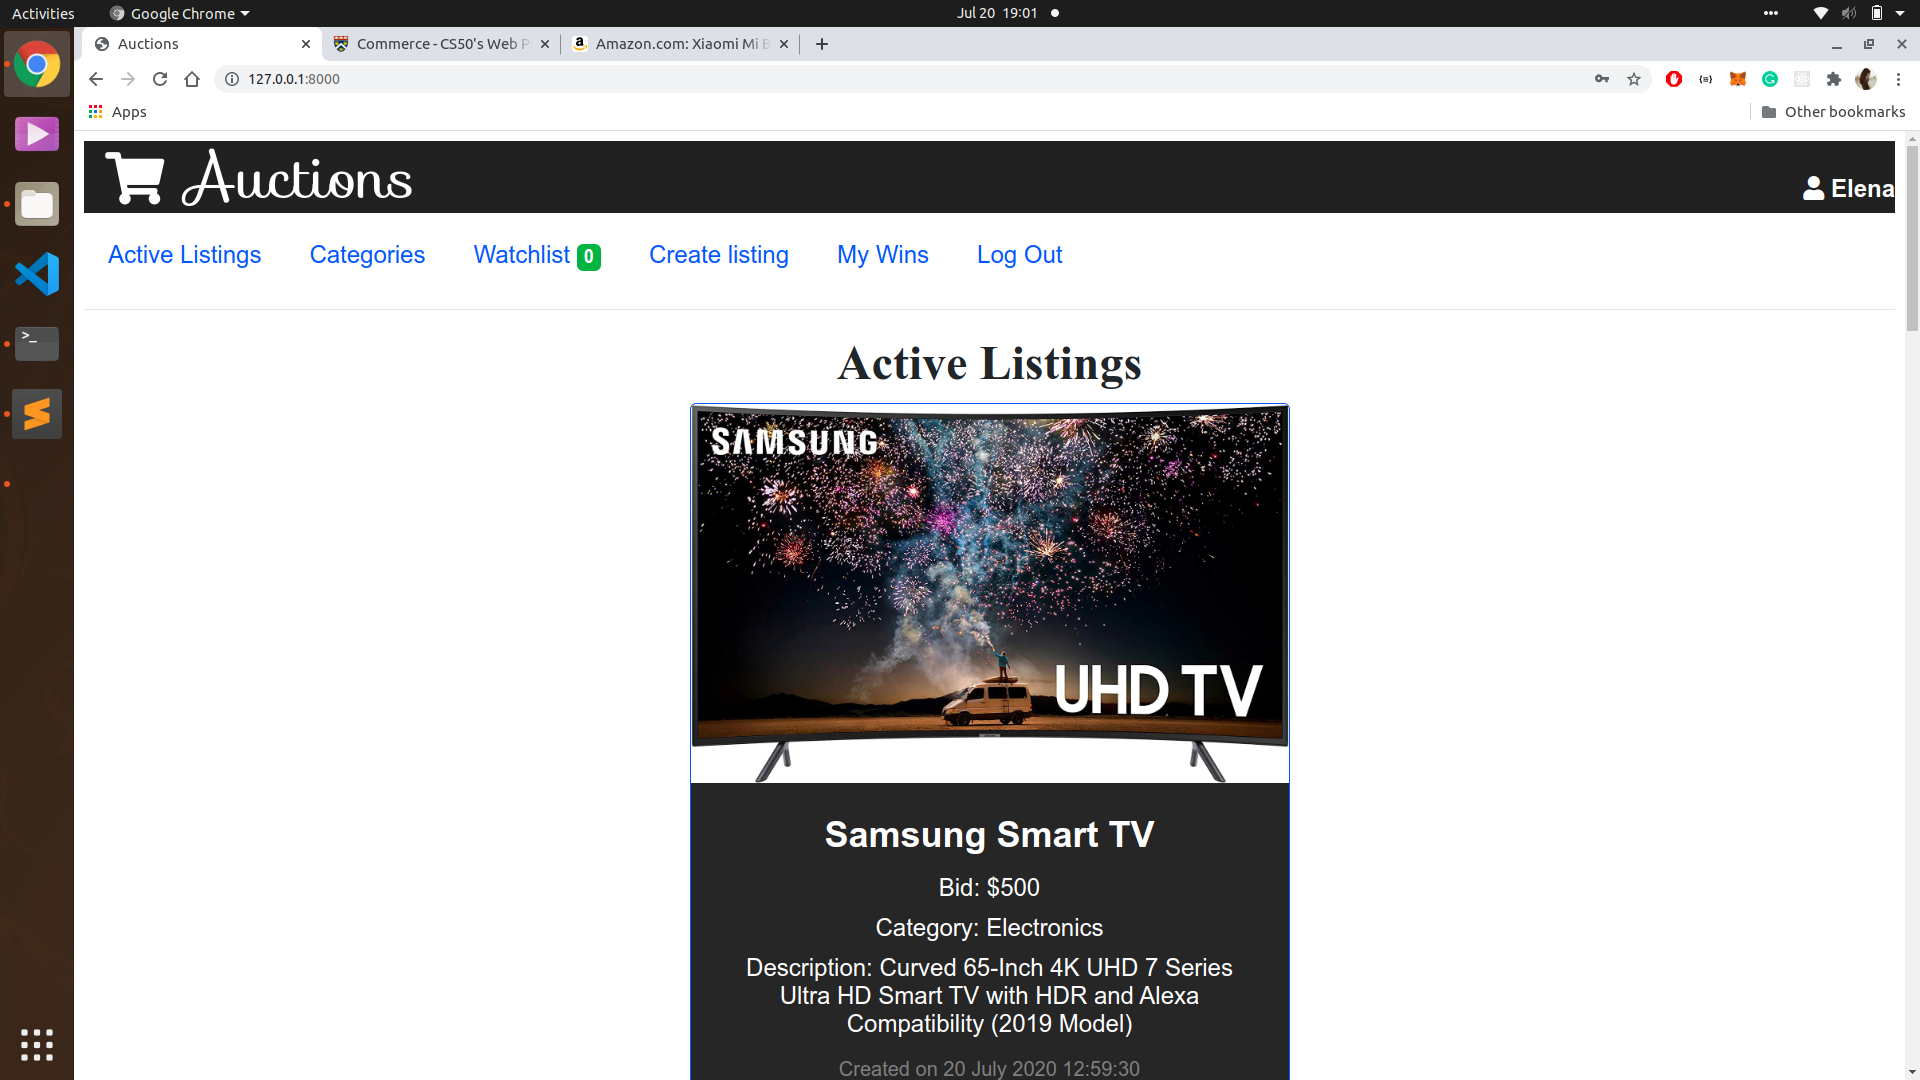 Activities
Google Chrome
Jul 20 19:01
Auctions
Commerce - CS50's Web P
Amazon.com: Xiaomi Mi B
127.0.0.1:8000
Apps
Other bookmarks
Auctions
Elena
Active Listings
Categories
Watchlist 0
Create listing
My Wins
Log Out
Active Listings
SAMSUNG
UHD TV
Samsung Smart TV
Bid: $500
Category: Electronics
Description: Curved 65-Inch 4K UHD 7 Series
Ultra HD Smart TV with HDR and Alexa
Compatibility (2019 Model)
Created on 20 July 2020 12:59:30